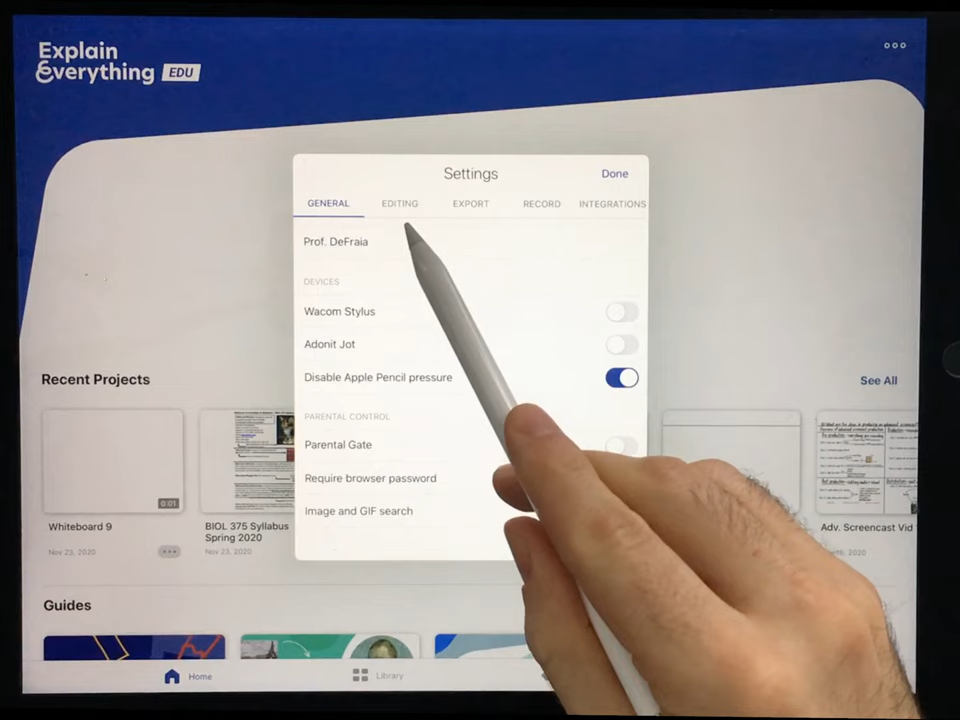 Explain
Everything EDU
Settings
Done
GENERAL EDITING EXPORT RECORD INTEGRATIONS
Prof. DeFraia
DEVICES
Wacom Stylus
Adonit Jot
Disable Apple Pencil pressure
PARENTAL CONTROL
Parental Gate
Require browser password
Image and GIF search
Recent Projects
See All
0:01
Whiteboard 9
Nov 23, 2020
BIOL 375 Syllabus
Spring 2020
Nov 23, 2020
Adv. Screencast Vid
2020
Guides
Home
Library